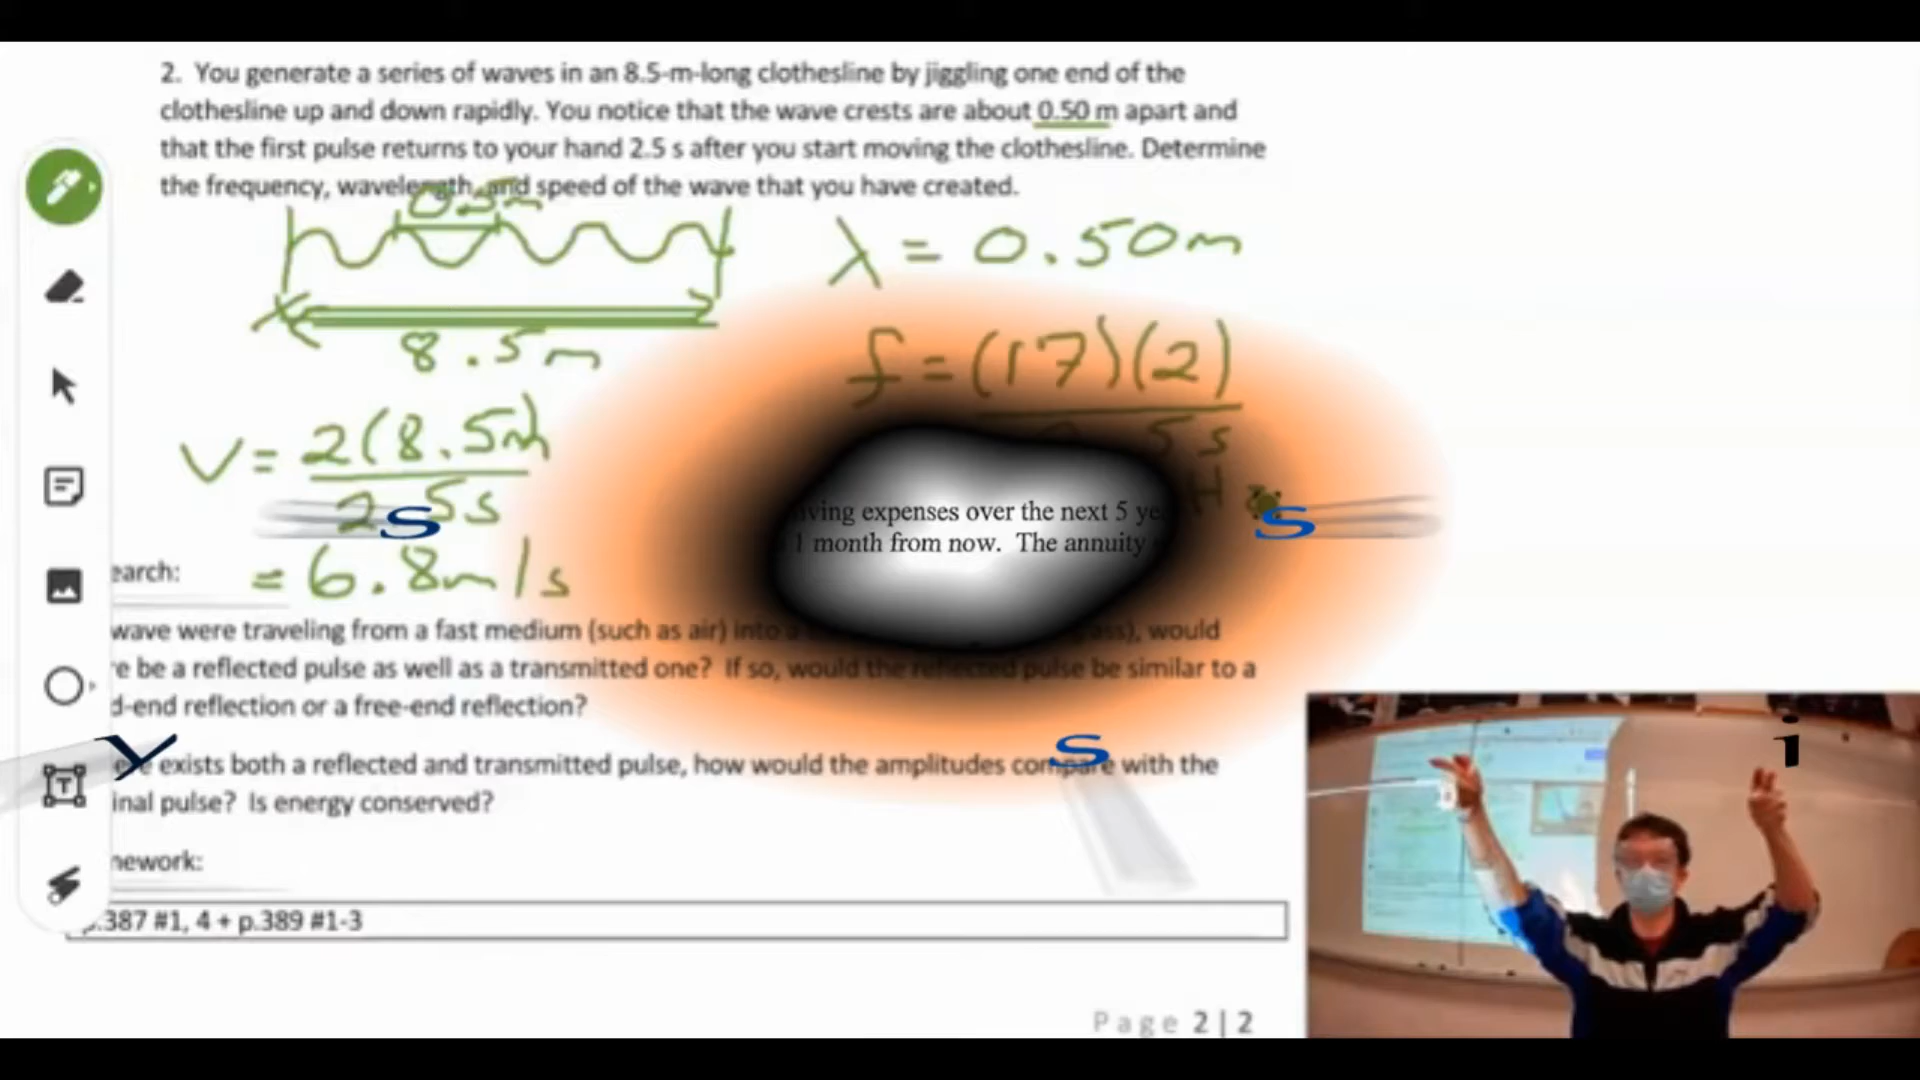 2. You generate a series of waves in an 8.5-m-long clothesline by jiggling one end of the
clothesline up and down rapidly. You notice that the wave crests are about 0.50 m apart and
that the first pulse returns to your hand 2.5 s after you start moving the clothesline. Determine
the frequency, wavelength, and speed of the wave that you have created.
0.5m
λ = 0.50m
8.5m
f = (17)(2)
5s
v = 2(8.5m)
2.5s
= 6.8m/s
S
S
ving expenses over the next 5 ye
1 month from now. The annuity
earch:
wave were traveling from a fast medium (such as air) into a ass), would
e be a reflected pulse as well as a transmitted one? If so, would the reflected pulse be similar to a
d-end reflection or a free-end reflection?
Y
S
i
exists both a reflected and transmitted pulse, how would the amplitudes compare with the
inal pulse? Is energy conserved?
T
nework:
p.387 #1, 4 + p.389 #1-3
Page 2|2